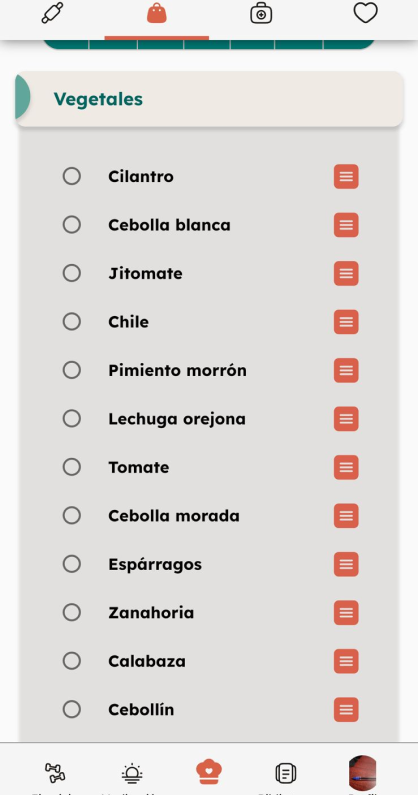 Vegetales
Cilantro
Cebolla blanca
Jitomate
Chile
Pimiento morrón
Lechuga orejona
Tomate
Cebolla morada
Espárragos
Zanahoria
Calabaza
Cebollín